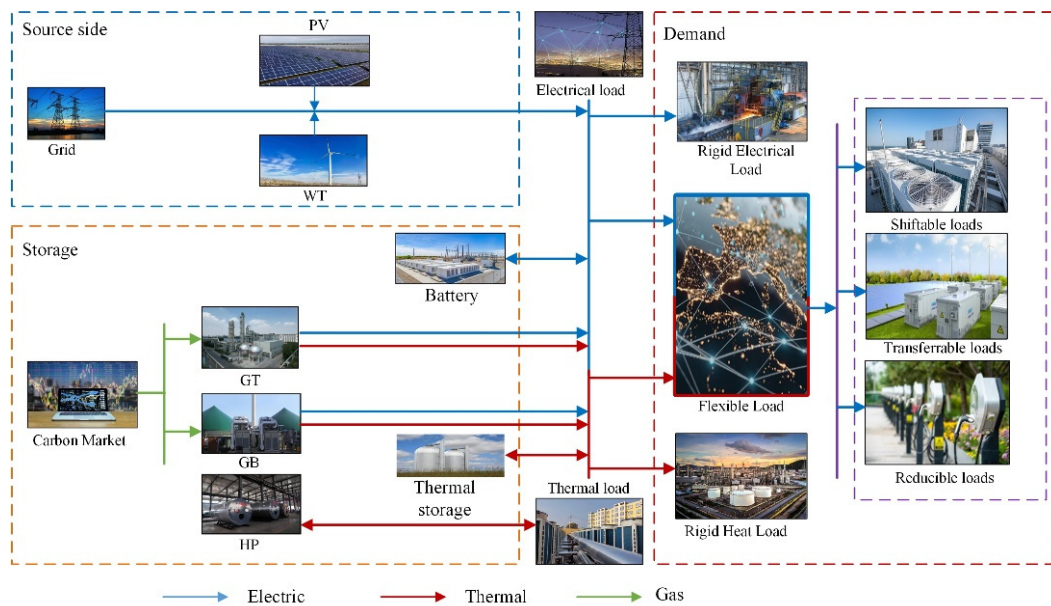 Source side
PV
Grid
WT
Electrical load
Demand
Rigid Electrical
Load
Shiftable loads
Storage
Battery
GT
Transferrable loads
Carbon Market
GB
Flexible Load
Thermal
storage
Reducible loads
HP
Thermal load
Rigid Heat Load
Electric
Thermal
Gas